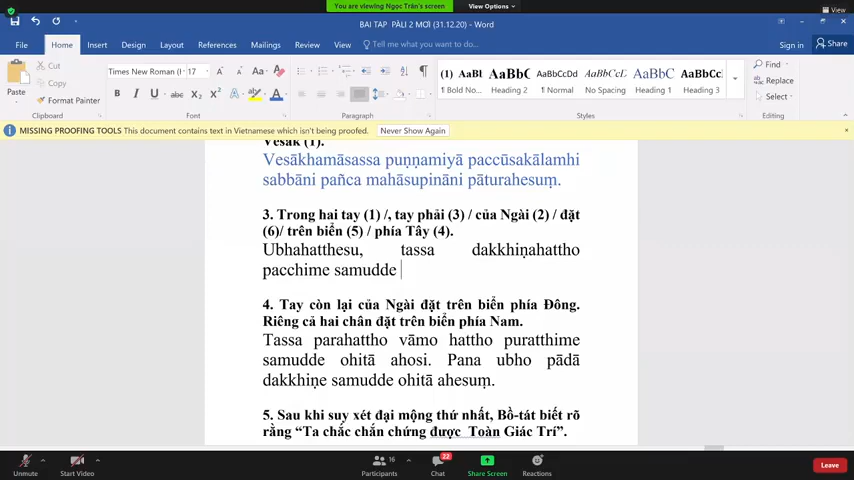 You are viewing Ngọc Trân's screen
View Options
View
BAI TAP PĀLI 2 MƠI (31.12.20) - Word
File Home Insert Design Layout References Mailings Review View Tell me what you want to do... Sign in Share
Paste
Cut
Copy
Format Painter
Clipboard
Times New Roman (H 17
Font
Paragraph
(1) AaBl AaBbC AaBbCcDd AaBbCcL AaBbC AaBbCc
¶ Bold No... Heading 2 ¶ Normal No Spacing Heading 1 Heading 3
Styles
Find
Replace
Select
Editing
MISSING PROOFING TOOLS This document contains text in Vietnamese which isn't being proofed. Never Show Again
Vesak (1).
Vesākhamāsassa puṇṇamiyā paccūsakālamhi
sabbāni pañca mahāsupināni pāturahesuṃ.
3. Trong hai tay (1) /, tay phải (3) / của Ngài (2) / đặt
(6)/ trên biển (5) / phía Tây (4).
Ubhahatthesu, tassa dakkhiṇahattho
pacchime samudde
4. Tay còn lại của Ngài đặt trên biển phía Đông.
Riêng cả hai chân đặt trên biển phía Nam.
Tassa parahattho vāmo hattho puratthime
samudde ohitā ahosi. Pana ubho pādā
dakkhiṇe samudde ohitā ahesuṃ.
5. Sau khi suy xét đại mộng thứ nhất, Bồ-tát biết rõ
rằng “Ta chắc chắn chứng được Toàn Giác Trí”.
Unmute Start Video Participants 16 Chat 22 Share Screen Reactions Leave